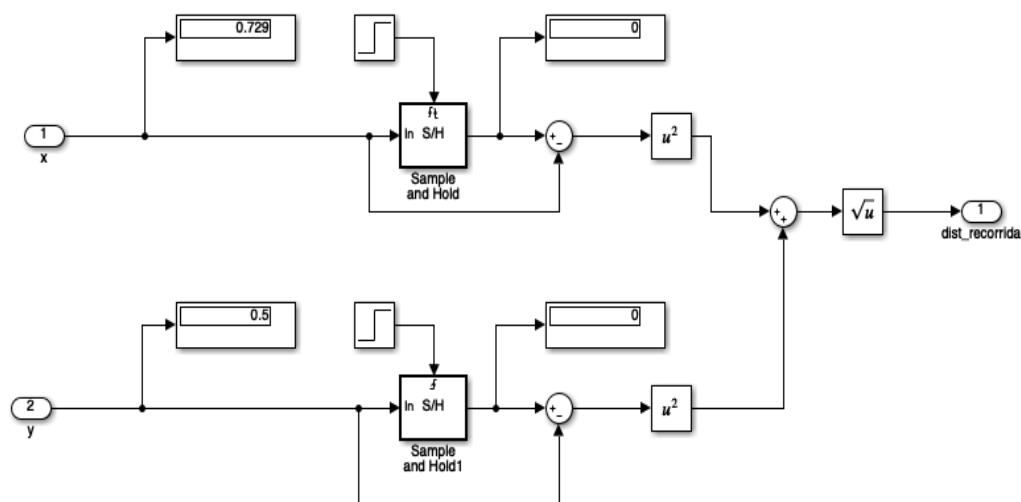 0.729
0
1
x
ft
In S/H
Sample
and Hold
+
−
u²
+
+
√u
1
dist_recorrida
0.5
0
2
y
In S/H
Sample
and Hold1
+
−
u²